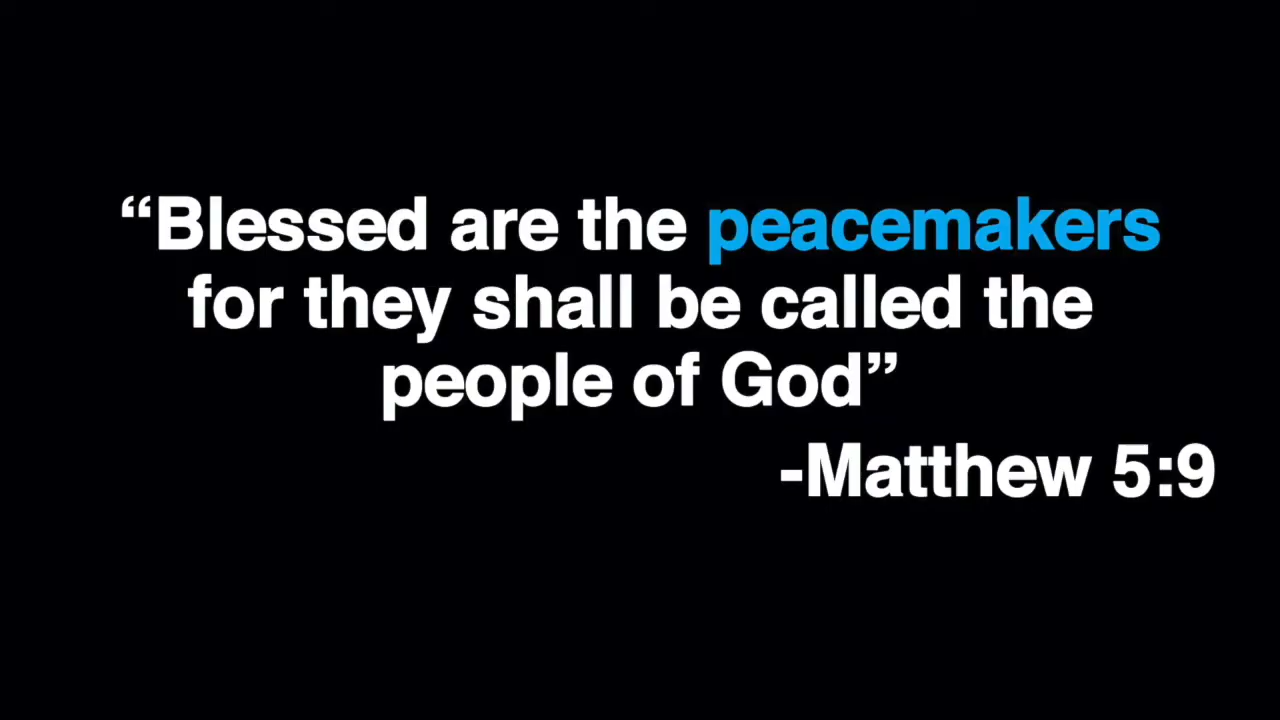 “Blessed are the peacemakers
for they shall be called the
people of God”
-Matthew 5:9